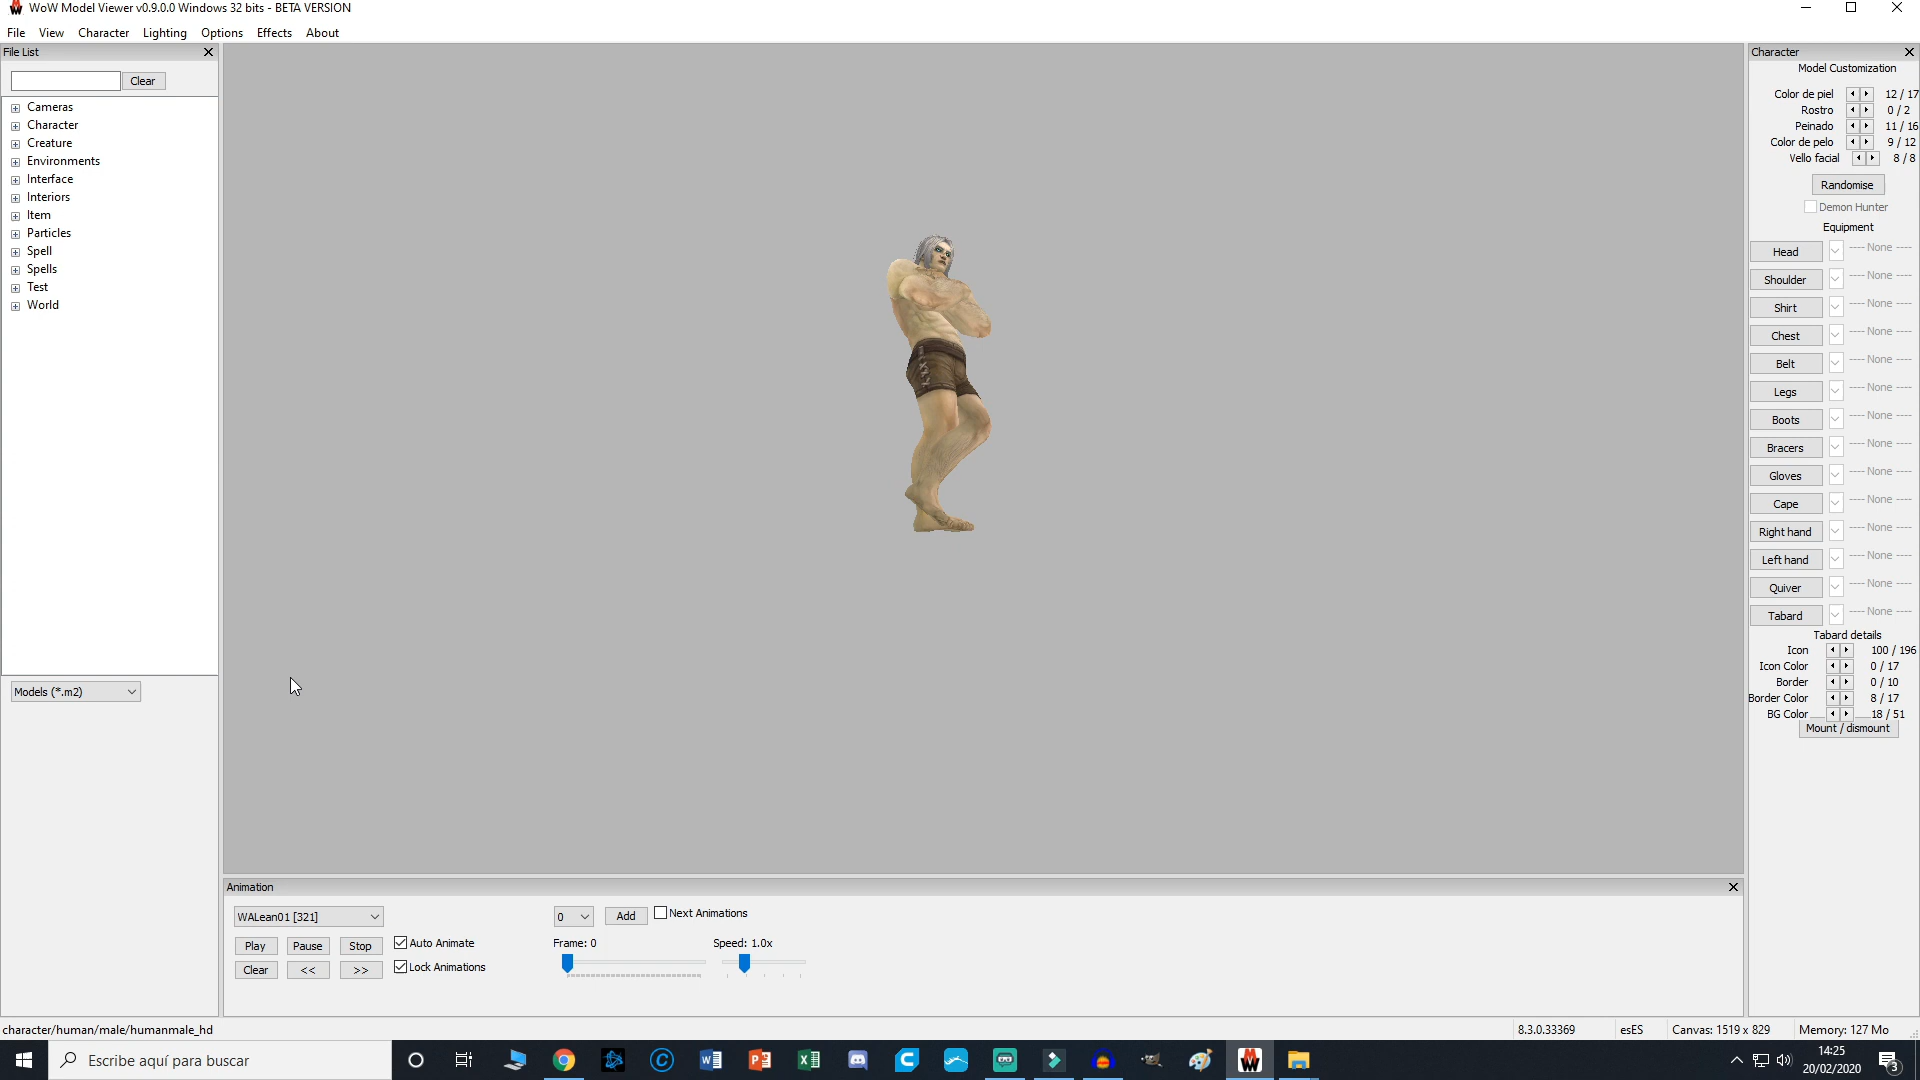 WoW Model Viewer v0.9.0.0 Windows 32 bits - BETA VERSION
File View Character Lighting Options Effects About
File List
Clear
Cameras
Character
Creature
Environments
Interface
Interiors
Item
Particles
Spell
Spells
Test
World
Models (*.m2)
Character
Model Customization
Color de piel 12 / 17
Rostro 0 / 2
Peinado 11 / 16
Color de pelo 9 / 12
Vello facial 8 / 8
Randomise
Demon Hunter
Equipment
Head ---- None ----
Shoulder ---- None ----
Shirt ---- None ----
Chest ---- None ----
Belt ---- None ----
Legs ---- None ----
Boots ---- None ----
Bracers ---- None ----
Gloves ---- None ----
Cape ---- None ----
Right hand ---- None ----
Left hand ---- None ----
Quiver ---- None ----
Tabard ---- None ----
Tabard details
Icon 100 / 196
Icon Color 0 / 17
Border 0 / 10
Border Color 8 / 17
BG Color 18 / 51
Mount / dismount
Animation
WALean01 [321] 0 Add Next Animations
Play Pause Stop Auto Animate Frame: 0 Speed: 1.0x
Clear << >> Lock Animations
character/human/male/humanmale_hd 8.3.0.33369 esES Canvas: 1519 x 829 Memory: 127 Mo
Escribe aquí para buscar
14:25
20/02/2020
3